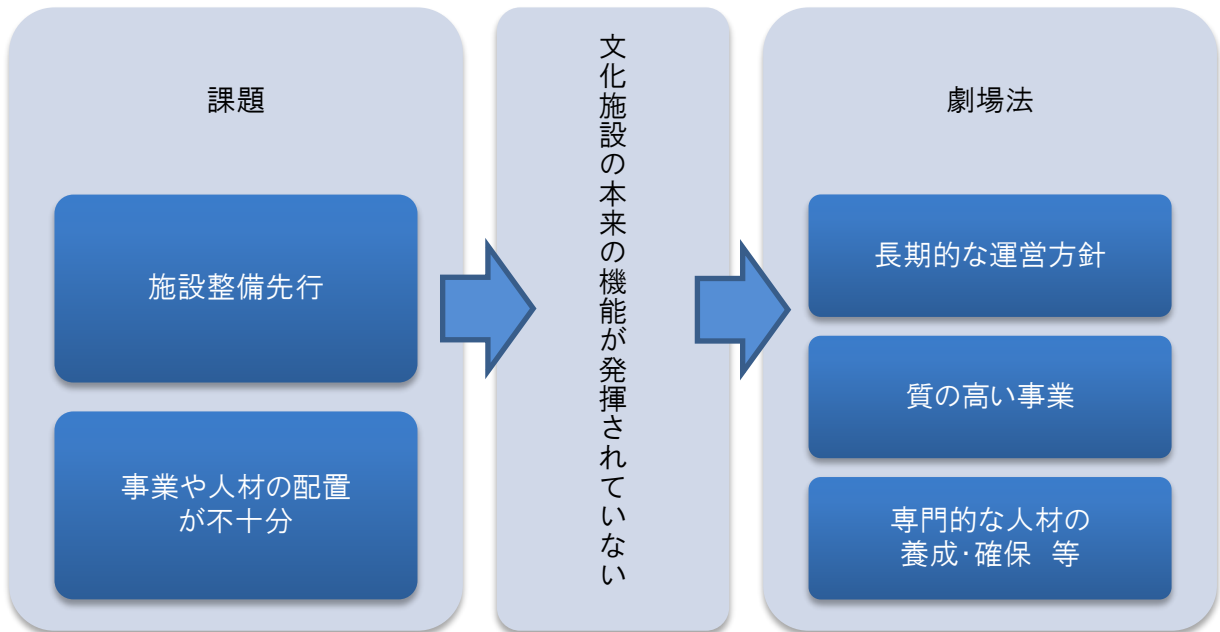 課題
施設整備先行
事業や人材の配置
が不十分
文化施設の本来の機能が発揮されていない
劇場法
長期的な運営方針
質の高い事業
専門的な人材の
養成・確保　等